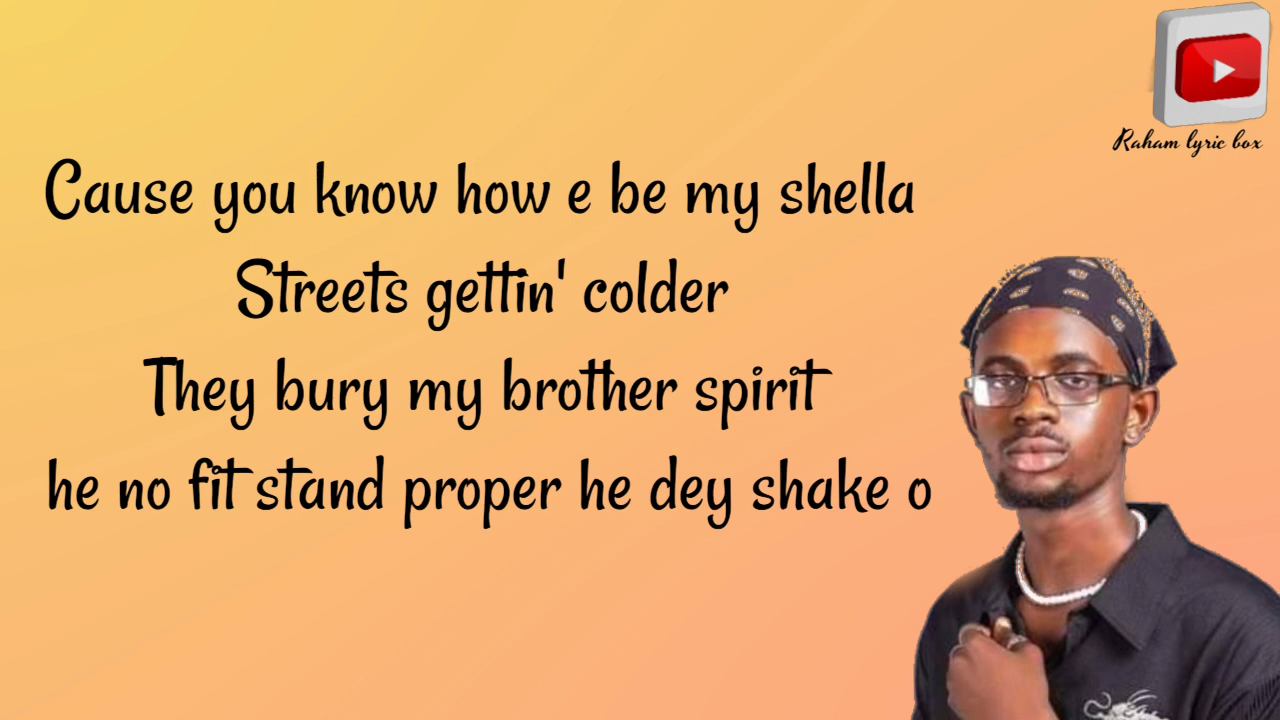 Raham lyric box
Cause you know how e be my shella
Streets gettin' colder
They bury my brother spirit
he no fit stand proper he dey shake o